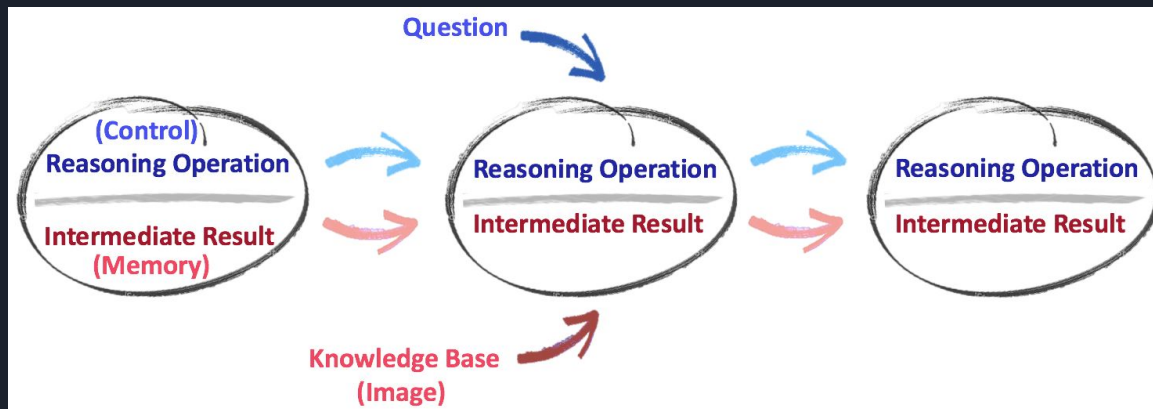 Question
(Control)
Reasoning Operation
Intermediate Result
(Memory)
Reasoning Operation
Intermediate Result
Reasoning Operation
Intermediate Result
Knowledge Base
(Image)